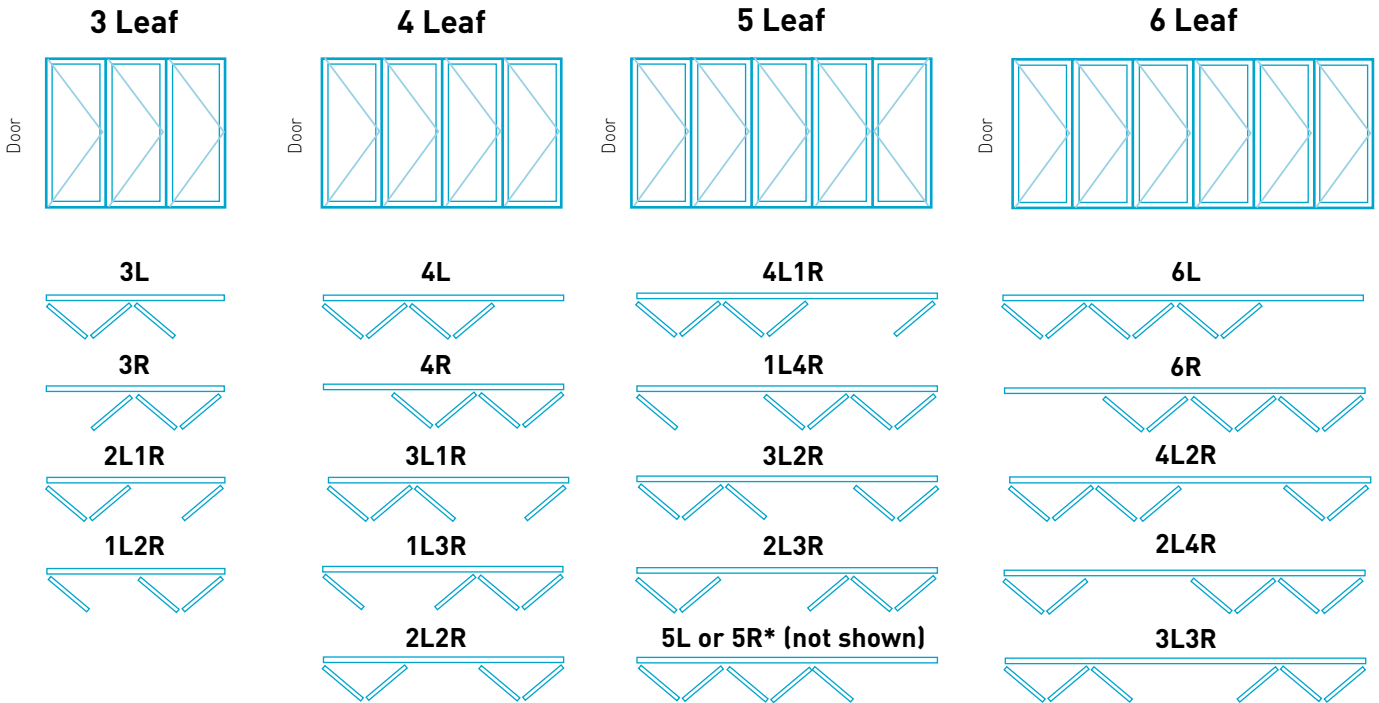 3 Leaf
4 Leaf
5 Leaf
6 Leaf
Door
Door
Door
Door
3L
4L
4L1R
6L
3R
4R
1L4R
6R
2L1R
3L1R
3L2R
4L2R
1L2R
1L3R
2L3R
2L4R
2L2R
5L or 5R* (not shown)
3L3R